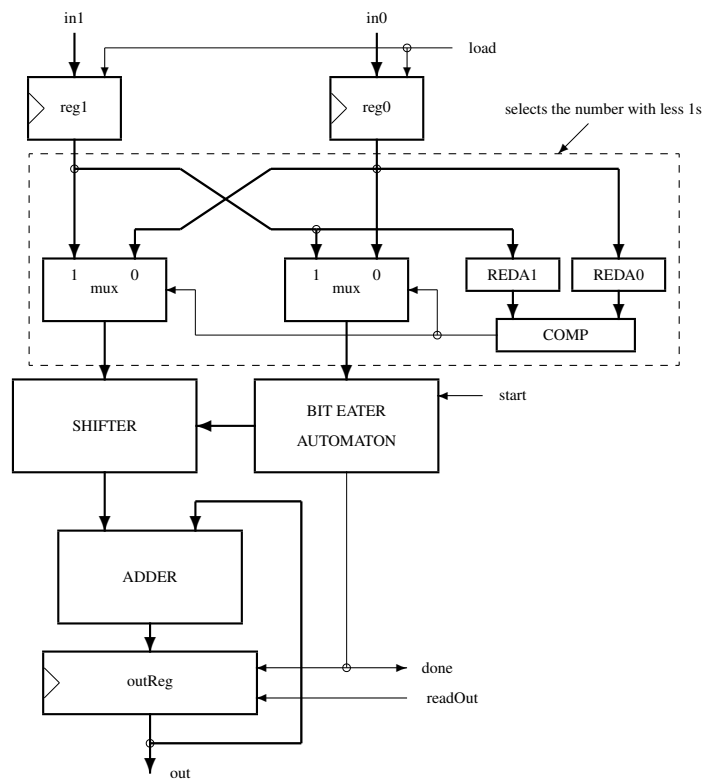 in1
in0
load
reg1
reg0
selects the number with less 1s
1
0
mux
1
0
mux
REDA1
REDA0
COMP
SHIFTER
BIT EATER
AUTOMATON
start
ADDER
outReg
done
readOut
out